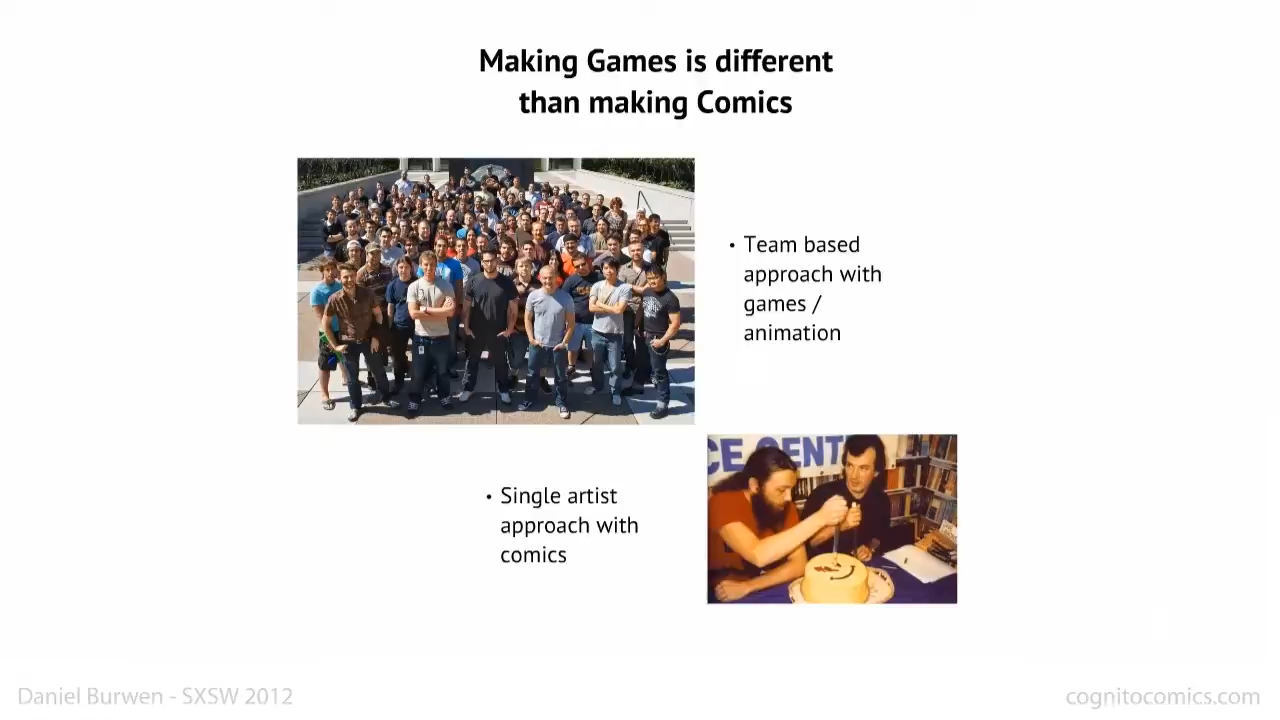 Making Games is different
than making Comics
• Team based
approach with
games /
animation
CE CENT
• Single artist
approach with
comics
Daniel Burwen - SXSW 2012
cognitocomics.com